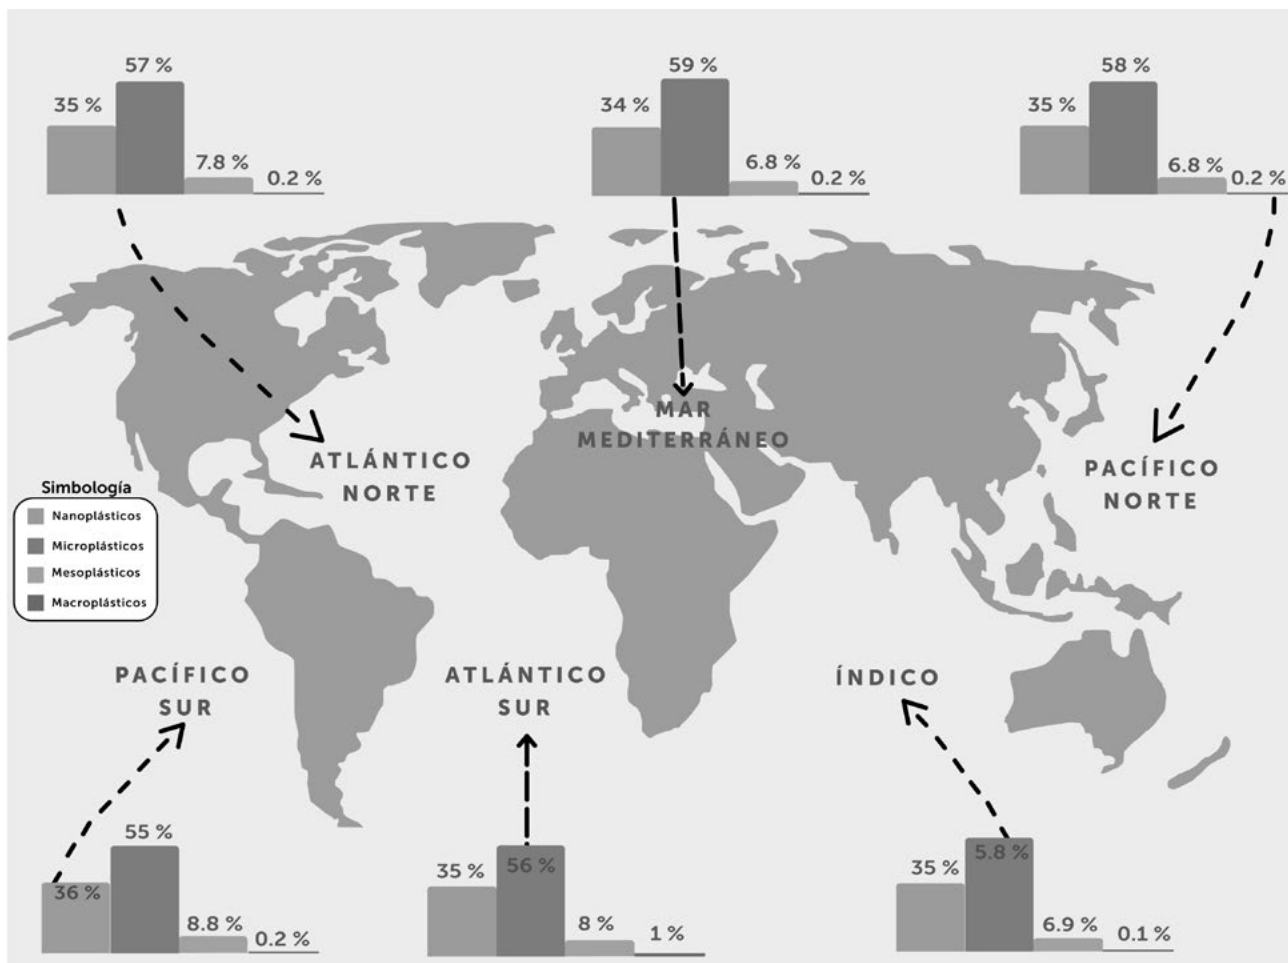 57 %
35 %
7.8 %
0.2 %
59 %
34 %
6.8 %
0.2 %
58 %
35 %
6.8 %
0.2 %
ATLÁNTICO
NORTE
MAR
MEDITERRÁNEO
PACÍFICO
NORTE
Simbología
Nanoplásticos
Microplásticos
Mesoplásticos
Macroplásticos
PACÍFICO
SUR
ATLÁNTICO
SUR
ÍNDICO
55 %
36 %
8.8 %
0.2 %
35 %
56 %
8 %
1 %
35 %
5.8 %
6.9 %
0.1 %